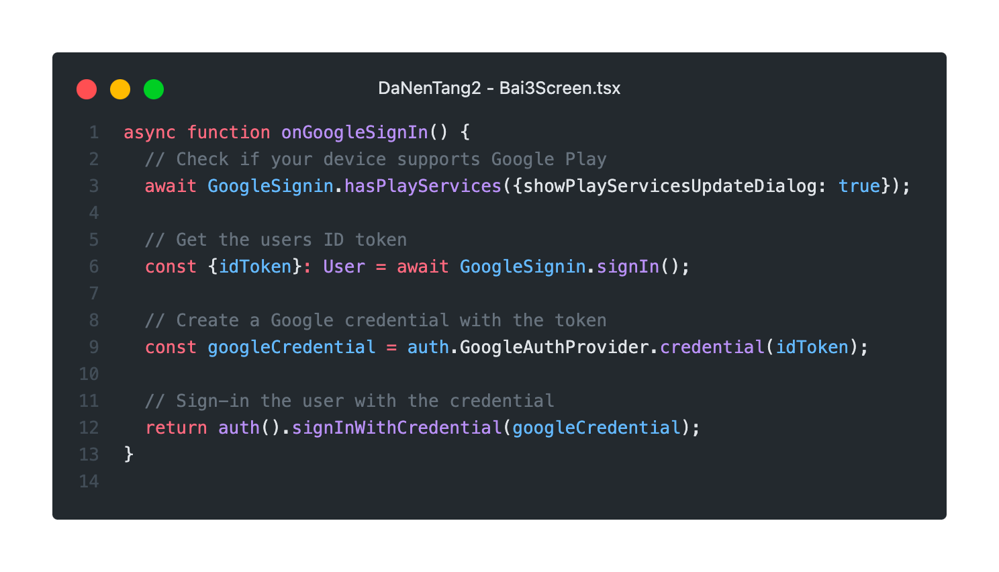 DaNenTang2 - Bai3Screen.tsx
1 async function onGoogleSignIn() {
2 // Check if your device supports Google Play
3 await GoogleSignin.hasPlayServices({showPlayServicesUpdateDialog: true});
4
5 // Get the users ID token
6 const {idToken}: User = await GoogleSignin.signIn();
7
8 // Create a Google credential with the token
9 const googleCredential = auth.GoogleAuthProvider.credential(idToken);
10
11 // Sign-in the user with the credential
12 return auth().signInWithCredential(googleCredential);
13 }
14